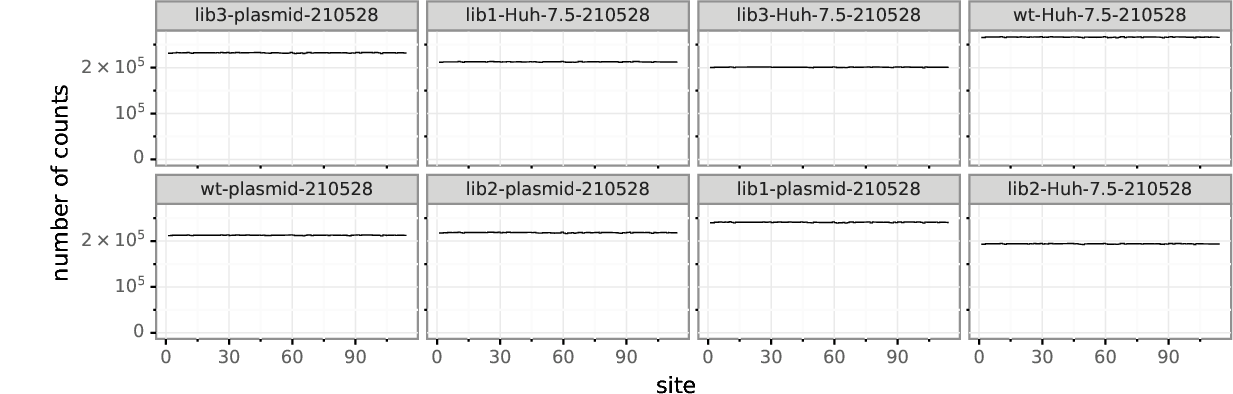 lib3-plasmid-210528 lib1-Huh-7.5-210528 lib3-Huh-7.5-210528 wt-Huh-7.5-210528
2 × 10⁵
10⁵
0
number of counts
wt-plasmid-210528 lib2-plasmid-210528 lib1-plasmid-210528 lib2-Huh-7.5-210528
2 × 10⁵
10⁵
0
0 30 60 90 0 30 60 90 0 30 60 90 0 30 60 90
site